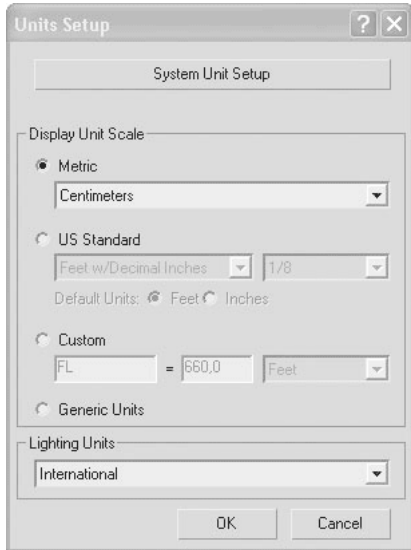 Units Setup
System Unit Setup
Display Unit Scale
Metric
Centimeters
US Standard
Feet w/Decimal Inches 1/8
Default Units: Feet Inches
Custom
FL = 660,0 Feet
Generic Units
Lighting Units
International
OK Cancel